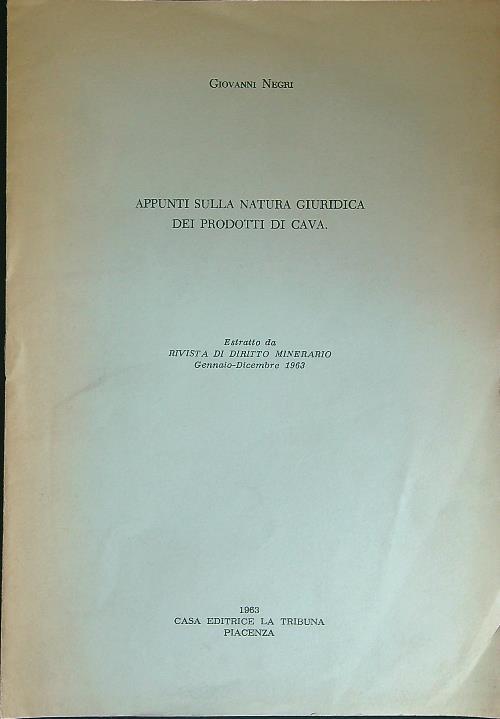 Giovanni Negri
APPUNTI SULLA NATURA GIURIDICA
DEI PRODOTTI DI CAVA.
Estratto da
RIVISTA DI DIRITTO MINERARIO
Gennaio-Dicembre 1963
1963
CASA EDITRICE LA TRIBUNA
PIACENZA